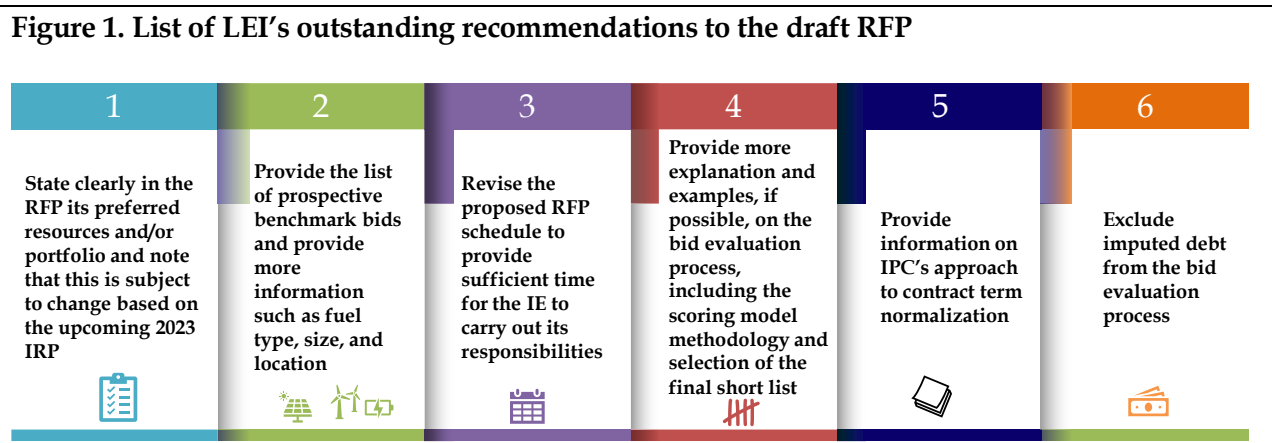 Figure 1. List of LEI's outstanding recommendations to the draft RFP
1
State clearly in the
RFP its preferred
resources and/or
portfolio and note
that this is subject
to change based on
the upcoming 2023
IRP
2
Provide the list
of prospective
benchmark bids
and provide
more
information
such as fuel
type, size, and
location
3
Revise the
proposed RFP
schedule to
provide
sufficient time
for the IE to
carry out its
responsibilities
4
Provide more
explanation and
examples, if
possible, on the
bid evaluation
process,
including the
scoring model
methodology and
selection of the
final short list
5
Provide
information on
IPC's approach
to contract term
normalization
6
Exclude
imputed debt
from the bid
evaluation
process